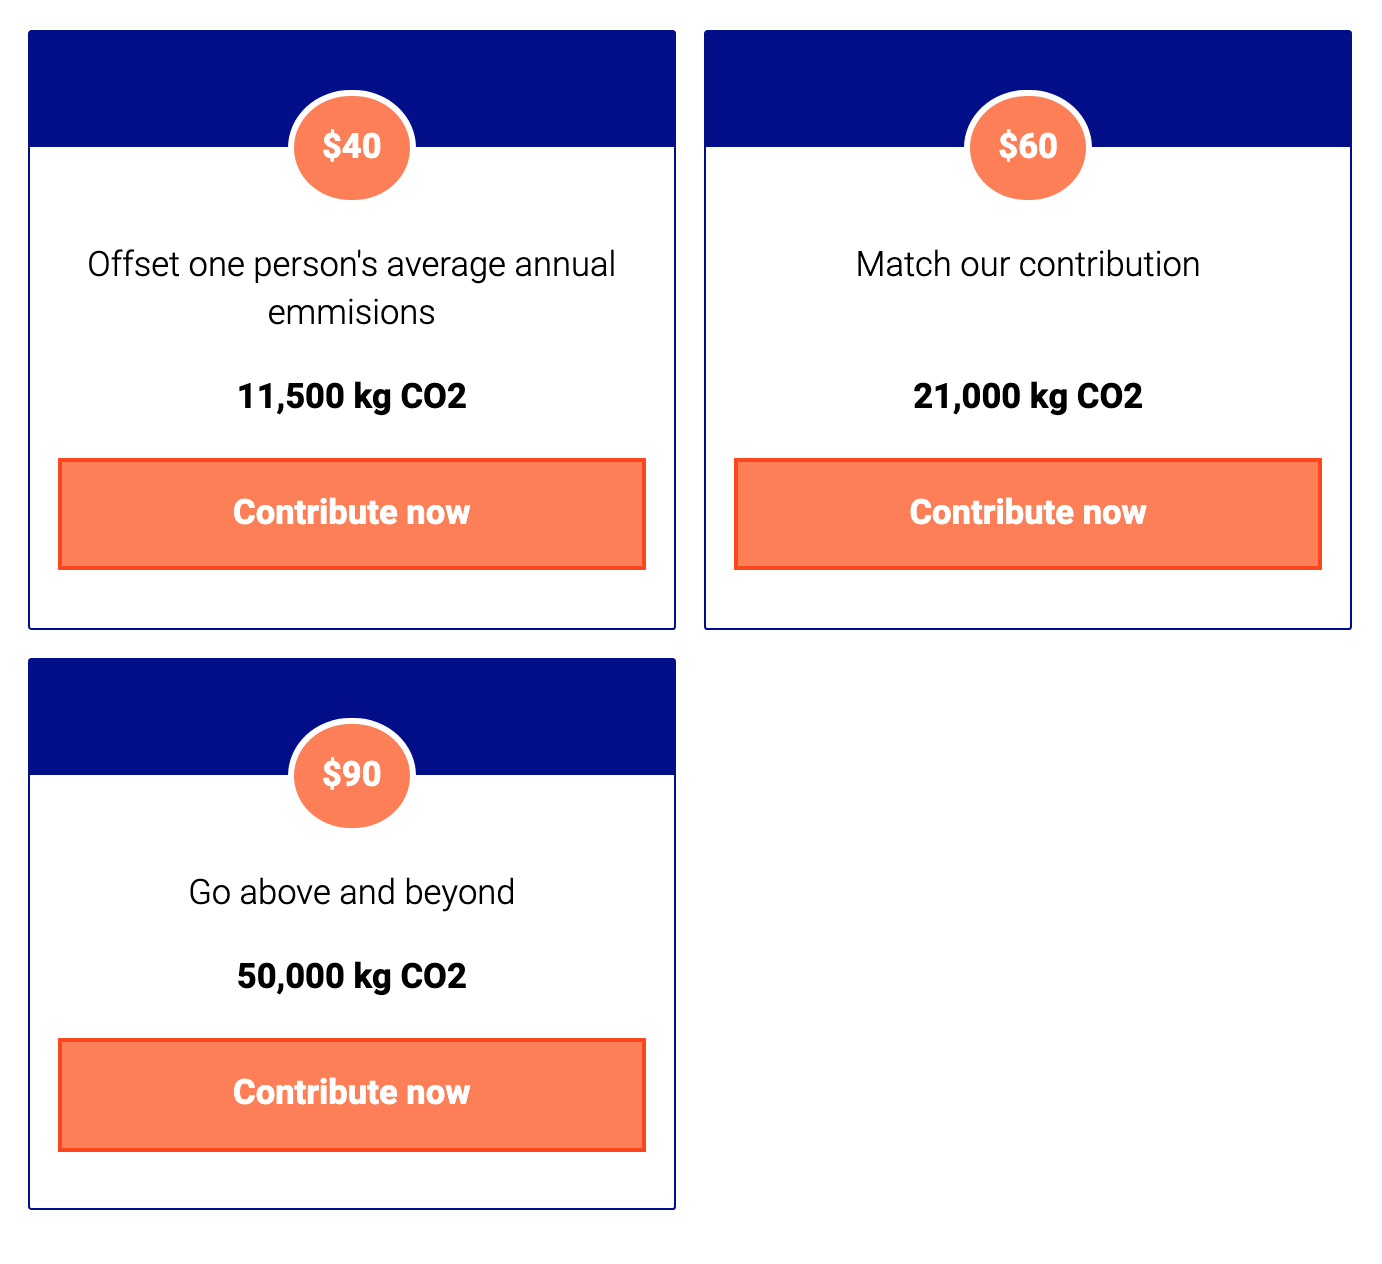 $40
Offset one person's average annual
emmisions
11,500 kg CO2
Contribute now
$60
Match our contribution
21,000 kg CO2
Contribute now
$90
Go above and beyond
50,000 kg CO2
Contribute now